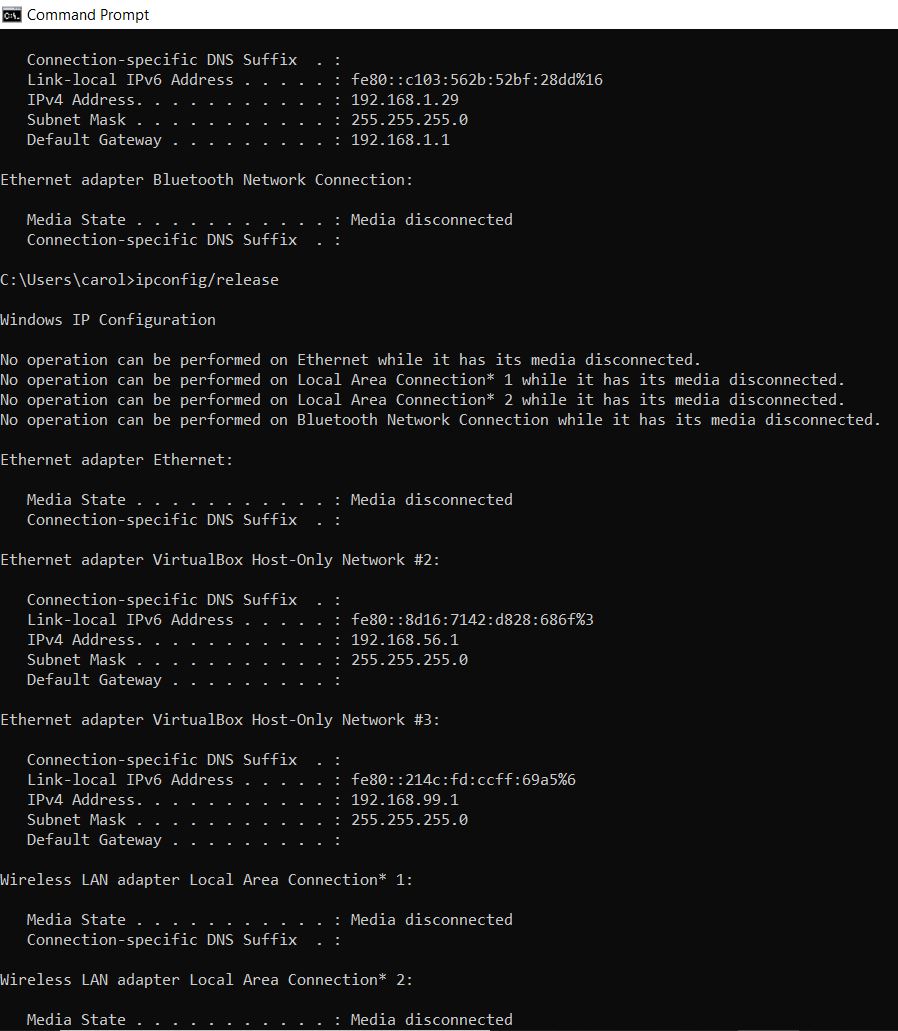 Command Prompt
Connection-specific DNS Suffix  . :
Link-local IPv6 Address . . . . . : fe80::c103:562b:52bf:28dd%16
IPv4 Address. . . . . . . . . . . : 192.168.1.29
Subnet Mask . . . . . . . . . . . : 255.255.255.0
Default Gateway . . . . . . . . . : 192.168.1.1
Ethernet adapter Bluetooth Network Connection:
Media State . . . . . . . . . . . : Media disconnected
Connection-specific DNS Suffix  . :
C:\Users\carol>ipconfig/release
Windows IP Configuration
No operation can be performed on Ethernet while it has its media disconnected.
No operation can be performed on Local Area Connection* 1 while it has its media disconnected.
No operation can be performed on Local Area Connection* 2 while it has its media disconnected.
No operation can be performed on Bluetooth Network Connection while it has its media disconnected.
Ethernet adapter Ethernet:
Media State . . . . . . . . . . . : Media disconnected
Connection-specific DNS Suffix  . :
Ethernet adapter VirtualBox Host-Only Network #2:
Connection-specific DNS Suffix  . :
Link-local IPv6 Address . . . . . : fe80::8d16:7142:d828:686f%3
IPv4 Address. . . . . . . . . . . : 192.168.56.1
Subnet Mask . . . . . . . . . . . : 255.255.255.0
Default Gateway . . . . . . . . . :
Ethernet adapter VirtualBox Host-Only Network #3:
Connection-specific DNS Suffix  . :
Link-local IPv6 Address . . . . . : fe80::214c:fd:ccff:69a5%6
IPv4 Address. . . . . . . . . . . : 192.168.99.1
Subnet Mask . . . . . . . . . . . : 255.255.255.0
Default Gateway . . . . . . . . . :
Wireless LAN adapter Local Area Connection* 1:
Media State . . . . . . . . . . . : Media disconnected
Connection-specific DNS Suffix  . :
Wireless LAN adapter Local Area Connection* 2:
Media State . . . . . . . . . . . : Media disconnected